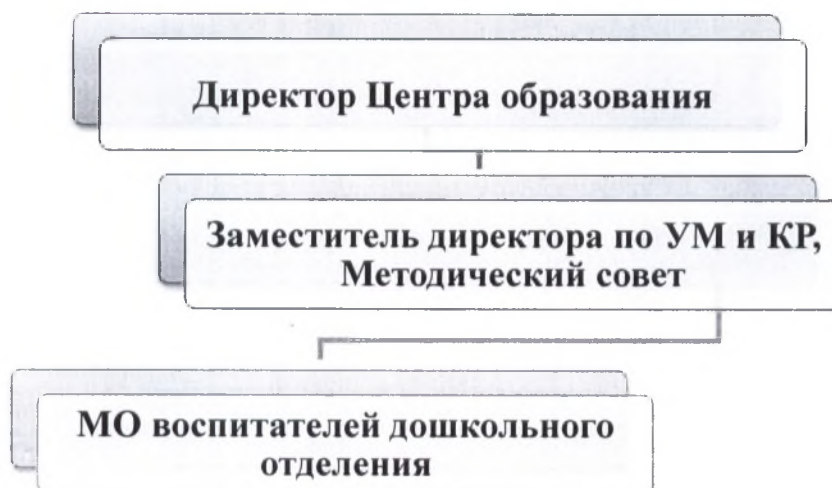 Директор Центра образования
Заместитель директора по УМ и КР,
Методический совет
МО воспитателей дошкольного
отделения